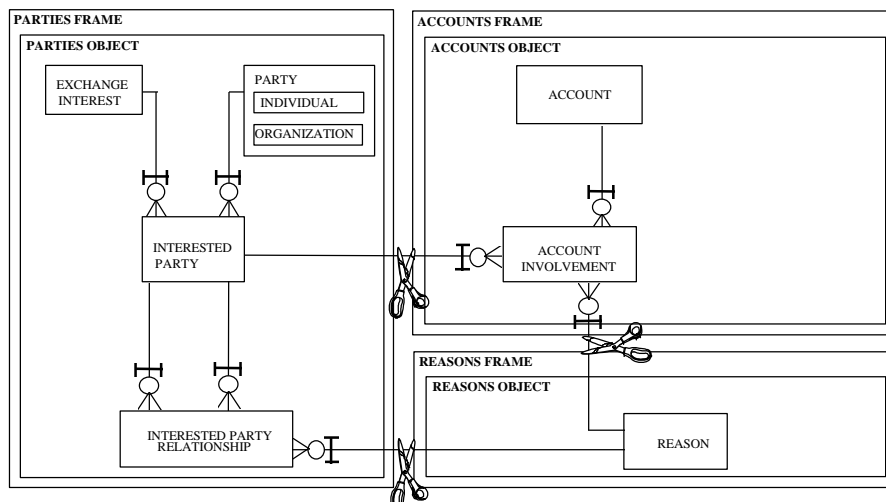 PARTIES FRAME
PARTIES OBJECT
EXCHANGE
INTEREST
PARTY
INDIVIDUAL
ORGANIZATION
INTERESTED
PARTY
INTERESTED PARTY
RELATIONSHIP
ACCOUNTS FRAME
ACCOUNTS OBJECT
ACCOUNT
ACCOUNT
INVOLVEMENT
REASONS FRAME
REASONS OBJECT
REASON